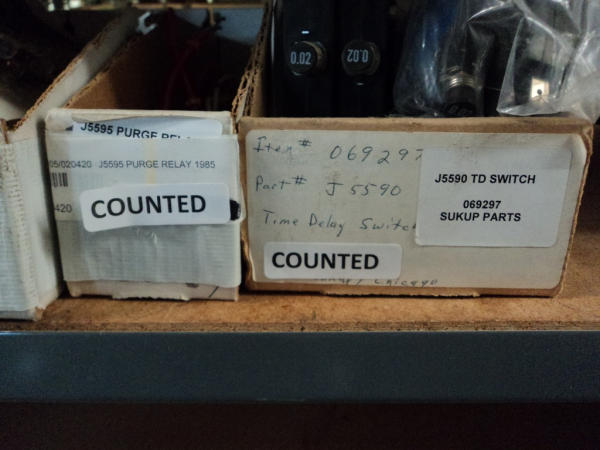 J5595 PURGE
05/020420 J5595 PURGE RELAY 1985
420
COUNTED
0.02
0.02
Item # 069297
Part # J5590
Time Delay Switch
J5590 TD SWITCH
069297
SUKUP PARTS
COUNTED
Chicago